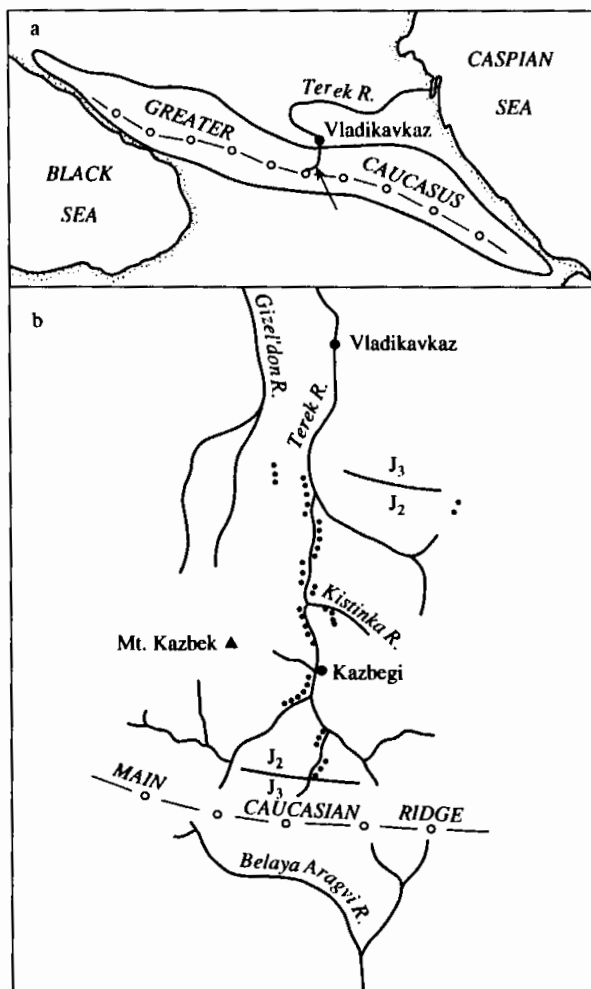 a
CASPIAN
SEA
Terek R.
GREATER
Vladikavkaz
CAUCASUS
BLACK
SEA
b
Gizel'don R.
Vladikavkaz
Terek R.
J₃
J₂
Kistinka R.
Mt. Kazbek
Kazbegi
J₂
J₃
MAIN CAUCASIAN RIDGE
Belaya Aragvi R.